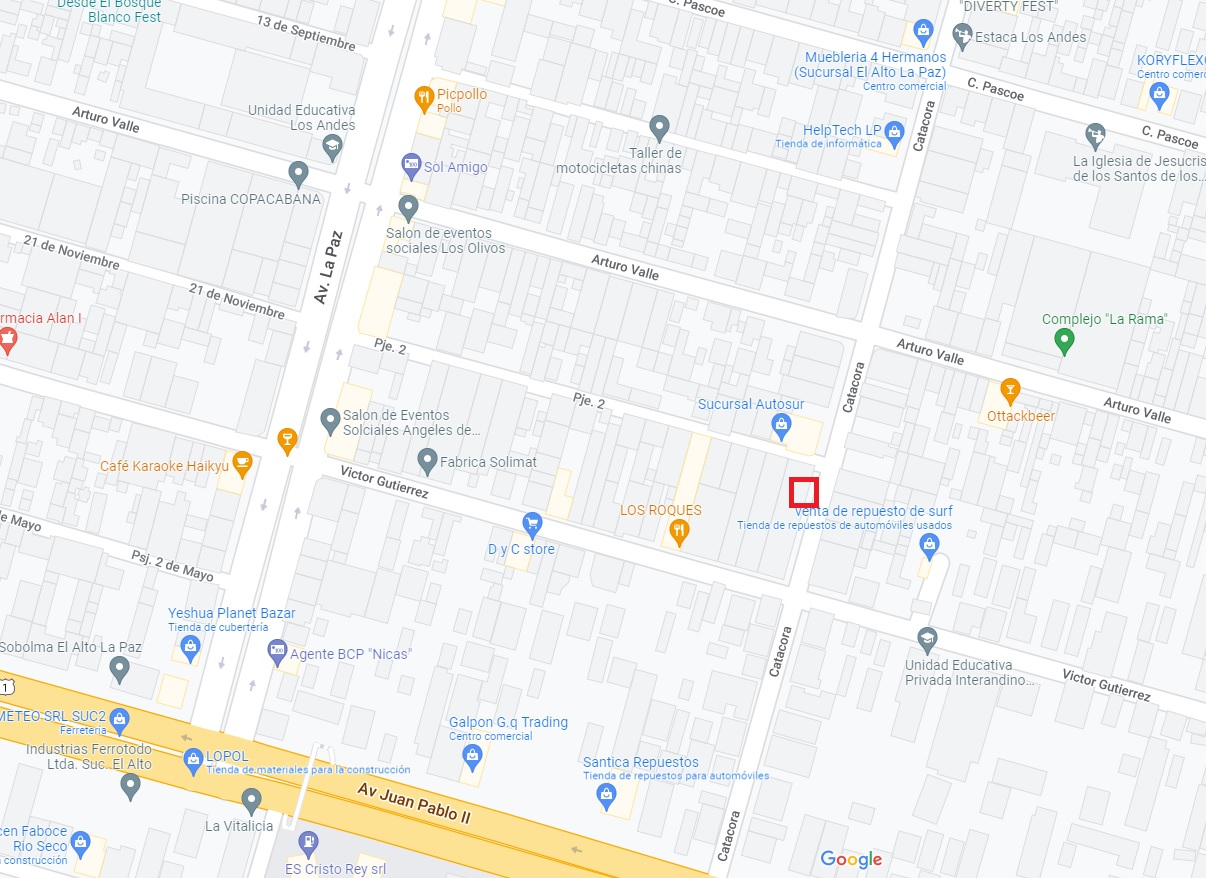 Desde El Bosque
Blanco Fest
13 de Septiembre
C. Pascoe
"DIVERTY FEST"
Estaca Los Andes
Muebleria 4 Hermanos
(Sucursal El Alto La Paz)
Centro comercial
KORYFLEX
Centro comerc
C. Pascoe
C. Pascoe
Picpollo
Pollo
Unidad Educativa
Los Andes
Arturo Valle
Catacora
HelpTech LP
Tienda de informática
Taller de
motocicletas chinas
La Iglesia de Jesucris
de los Santos de los...
Sol Amigo
Piscina COPACABANA
Salon de eventos
sociales Los Olivos
21 de Noviembre
Av. La Paz
Arturo Valle
21 de Noviembre
rmacia Alan I
Complejo "La Rama"
Pje. 2
Arturo Valle
Catacora
Pje. 2
Sucursal Autosur
Arturo Valle
Ottackbeer
Salon de Eventos
Solciales Angeles de...
Café Karaoke Haikyu
Fabrica Solimat
Victor Gutierrez
LOS ROQUES
venta de repuesto de surf
Tienda de repuestos de automóviles usados
de Mayo
D y C store
Psj. 2 de Mayo
Yeshua Planet Bazar
Tienda de cubertería
Sobolma El Alto La Paz
Agente BCP "Nicas"
Catacora
Unidad Educativa
Privada Interandino...
Victor Gutierrez
1
METEO SRL SUC2
Ferretería
Galpon G.q Trading
Centro comercial
Industrias Ferrotodo
Ltda. Suc. El Alto
LOPOL
Tienda de materiales para la construcción
Santica Repuestos
Tienda de repuestos para automóviles
Av Juan Pablo II
La Vitalicia
Catacora
cen Faboce
Rio Seco
construcción
ES Cristo Rey srl
Google